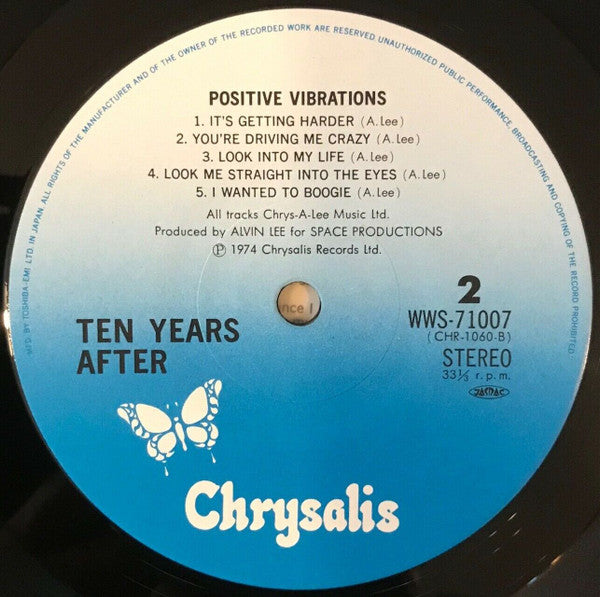 MFD. BY TOSHIBA-EMI LTD. IN JAPAN. ALL RIGHTS OF THE MANUFACTURER AND OF THE OWNER OF THE RECORDED WORK ARE RESERVED UNAUTHORIZED PUBLIC PERFORMANCE, BROADCASTING AND COPYING OF THE RECORD PROHIBITED.
POSITIVE VIBRATIONS
1. IT'S GETTING HARDER (A.Lee)
2. YOU'RE DRIVING ME CRAZY (A.Lee)
3. LOOK INTO MY LIFE (A.Lee)
4. LOOK ME STRAIGHT INTO THE EYES (A.Lee)
5. I WANTED TO BOOGIE (A.Lee)
All tracks Chrys-A-Lee Music Ltd.
Produced by ALVIN LEE for SPACE PRODUCTIONS
℗ 1974 Chrysalis Records Ltd.
TEN YEARS
AFTER
2
WWS-71007
(CHR-1060-B)
STEREO
33⅓ r.p.m.
Chrysalis